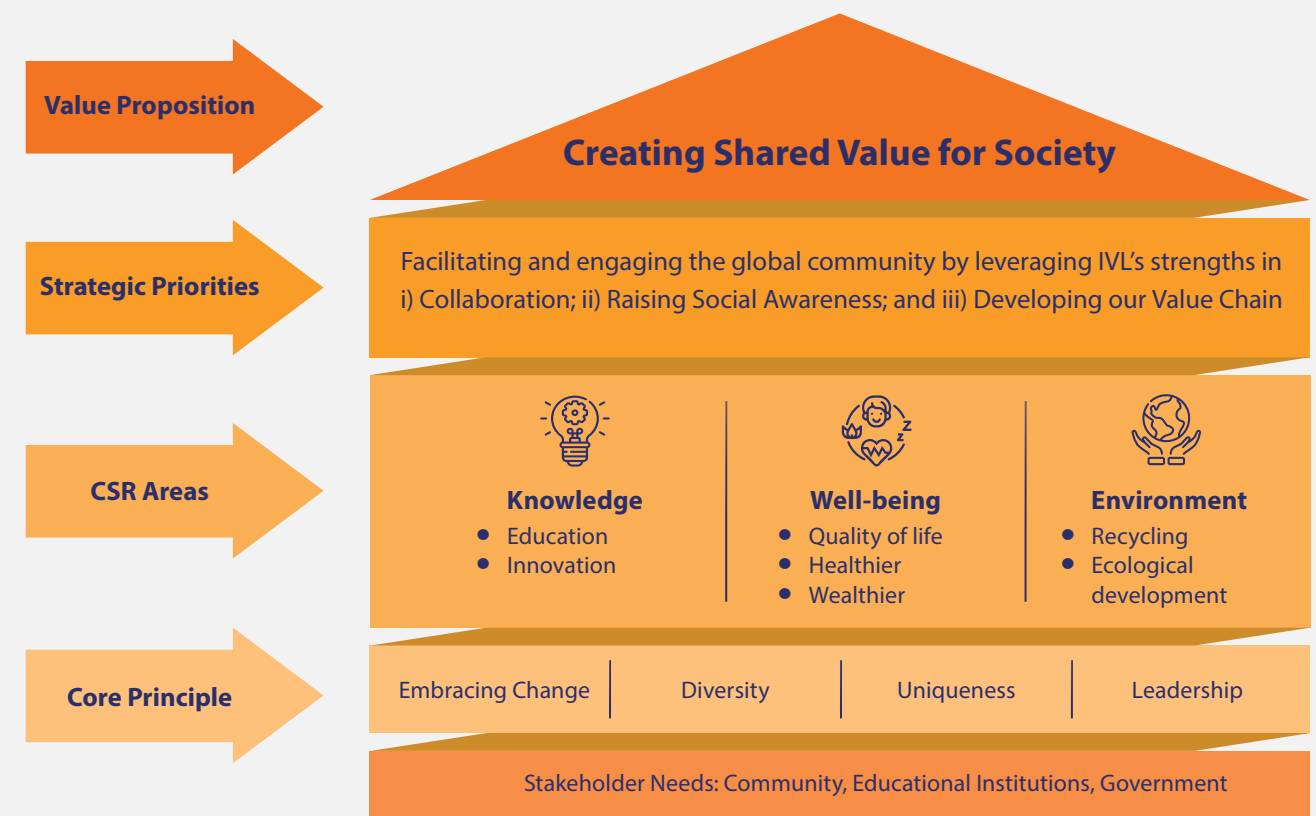 Value Proposition
Creating Shared Value for Society
Strategic Priorities
Facilitating and engaging the global community by leveraging IVL’s strengths in
i) Collaboration; ii) Raising Social Awareness; and iii) Developing our Value Chain
CSR Areas
Knowledge
• Education
• Innovation
z z Z
Well-being
• Quality of life
• Healthier
• Wealthier
Environment
• Recycling
• Ecological
development
Core Principle
Embracing Change
Diversity
Uniqueness
Leadership
Stakeholder Needs: Community, Educational Institutions, Government